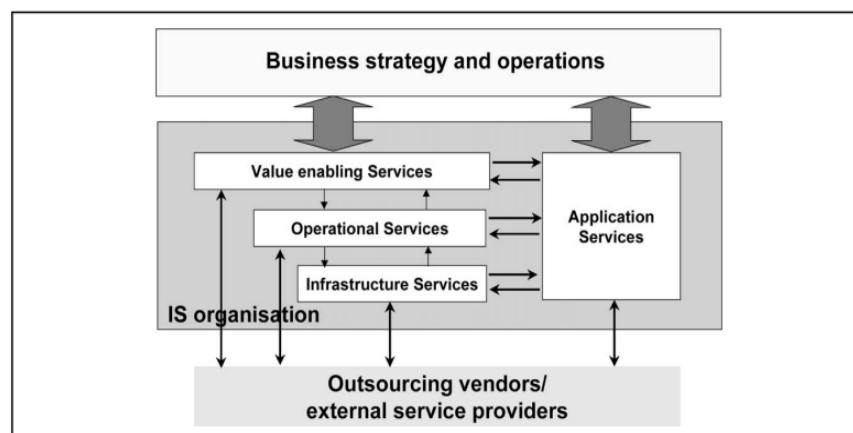 Business strategy and operations
Value enabling Services
Operational Services
Application
Services
Infrastructure Services
IS organisation
Outsourcing vendors/
external service providers